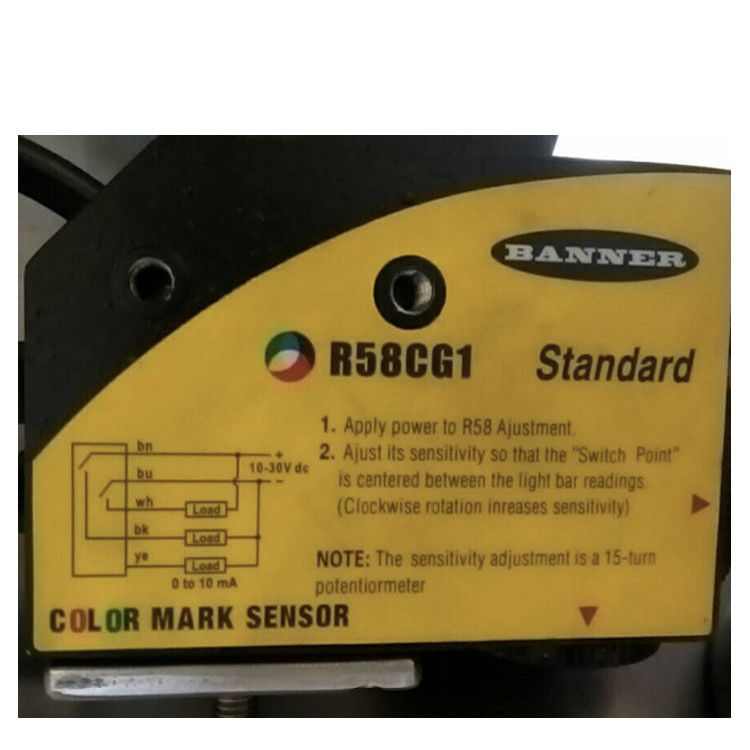 BANNER
R58CG1 Standard
1. Apply power to R58 Ajustment.
2. Ajust its sensitivity so that the "Switch Point"
is centered between the light bar readings.
(Clockwise rotation inreases sensitivity)
NOTE: The sensitivity adjustment is a 15-turn
potentiormeter
bn
+
10-30V dc
bu
−
wh
Load
bk
Load
ye
Load
0 to 10 mA
COLOR MARK SENSOR